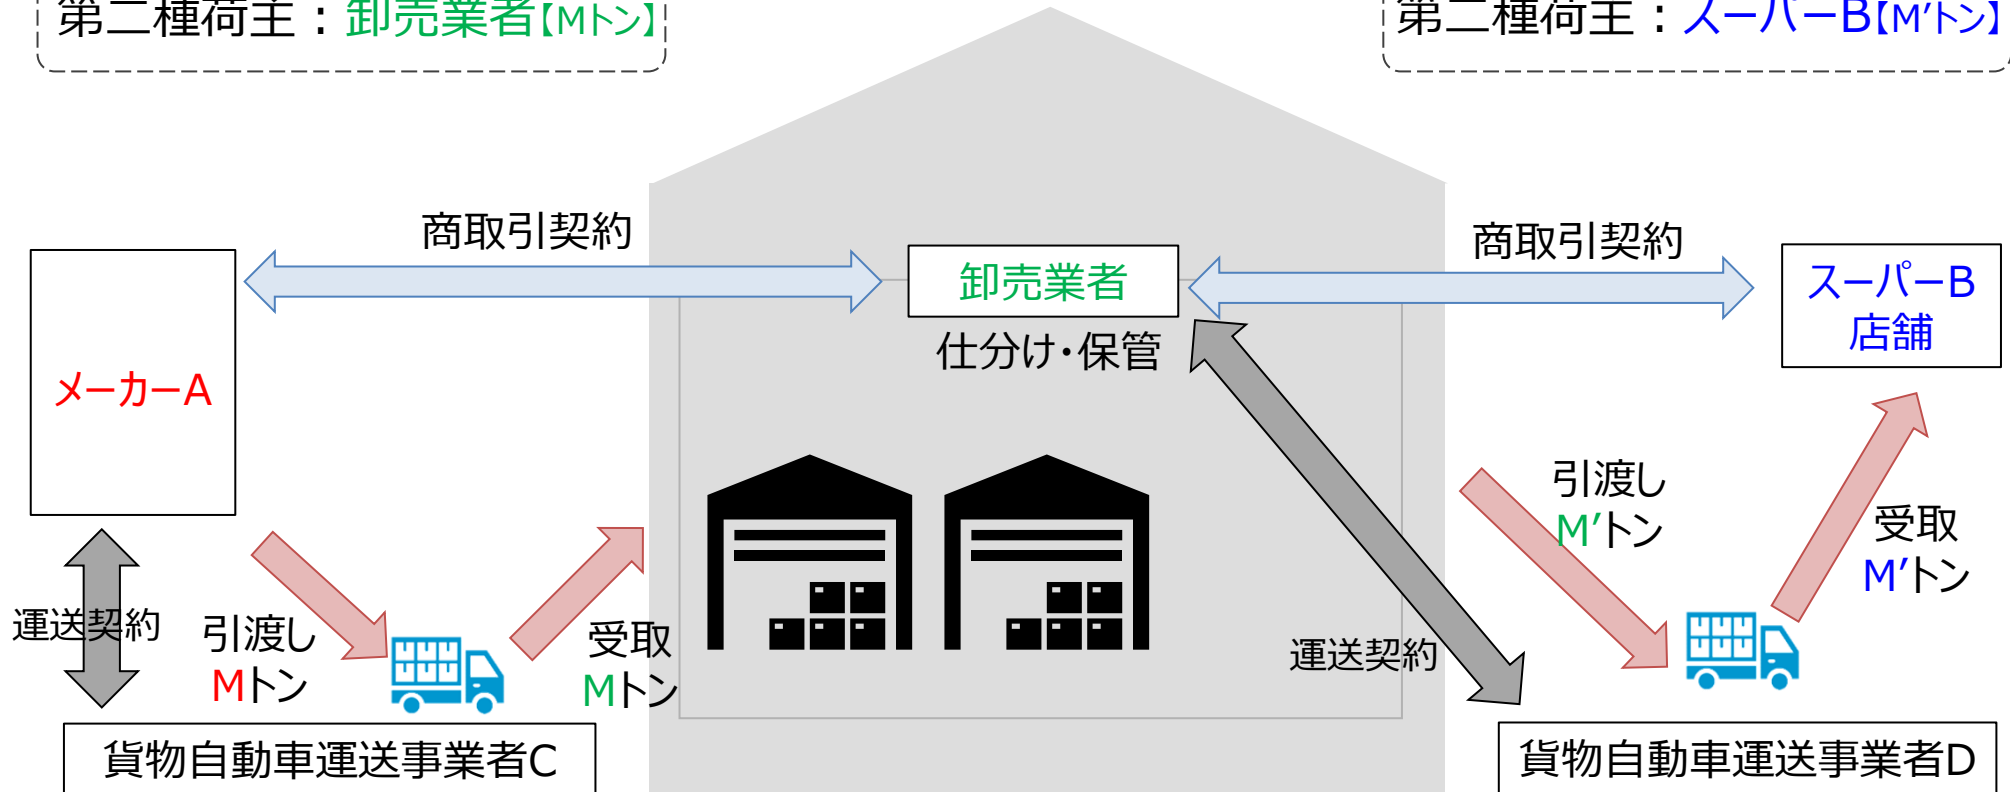 第二種荷主：卸売業者【Mトン】
第二種荷主：スーパーB【M’トン】
商取引契約
商取引契約
メーカーA
卸売業者
仕分け・保管
スーパーB
店舗
運送契約
引渡し
Mトン
受取
Mトン
運送契約
引渡し
M’トン
受取
M’トン
貨物自動車運送事業者C
貨物自動車運送事業者D